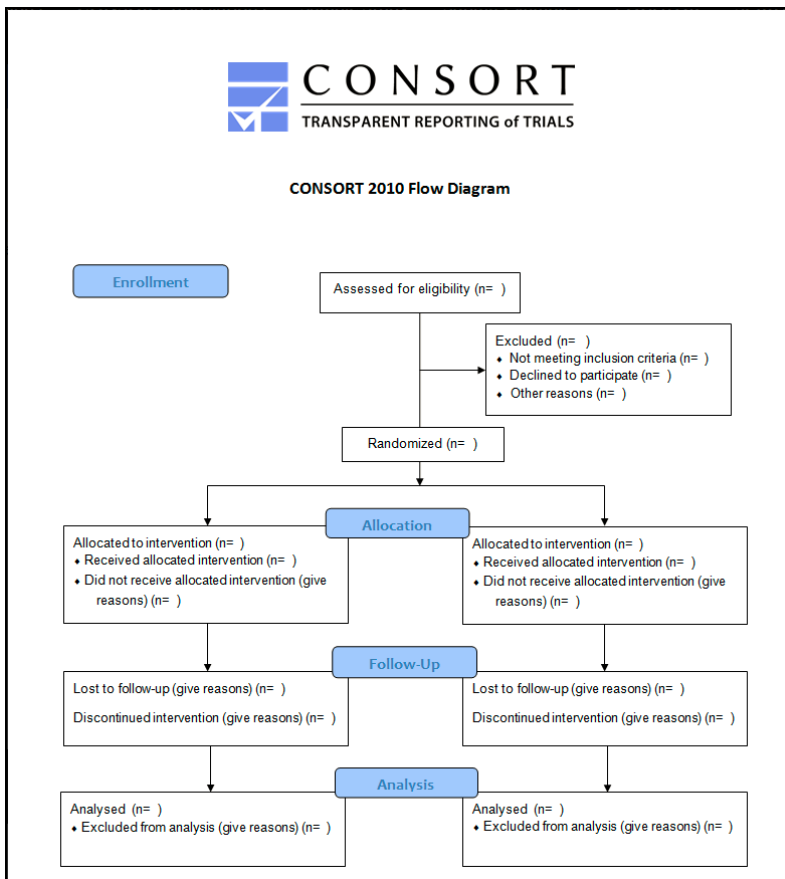 CONSORT
TRANSPARENT REPORTING of TRIALS
CONSORT 2010 Flow Diagram
Enrollment
Assessed for eligibility (n=  )
Excluded (n=  )
♦ Not meeting inclusion criteria (n=  )
♦ Declined to participate (n=  )
♦ Other reasons (n=  )
Randomized (n=  )
Allocation
Allocated to intervention (n=  )
♦ Received allocated intervention (n=  )
♦ Did not receive allocated intervention (give
reasons) (n=  )
Allocated to intervention (n=  )
♦ Received allocated intervention (n=  )
♦ Did not receive allocated intervention (give
reasons) (n=  )
Follow-Up
Lost to follow-up (give reasons) (n=  )
Discontinued intervention (give reasons) (n=  )
Lost to follow-up (give reasons) (n=  )
Discontinued intervention (give reasons) (n=  )
Analysis
Analysed (n=  )
♦ Excluded from analysis (give reasons) (n=  )
Analysed (n=  )
♦ Excluded from analysis (give reasons) (n=  )